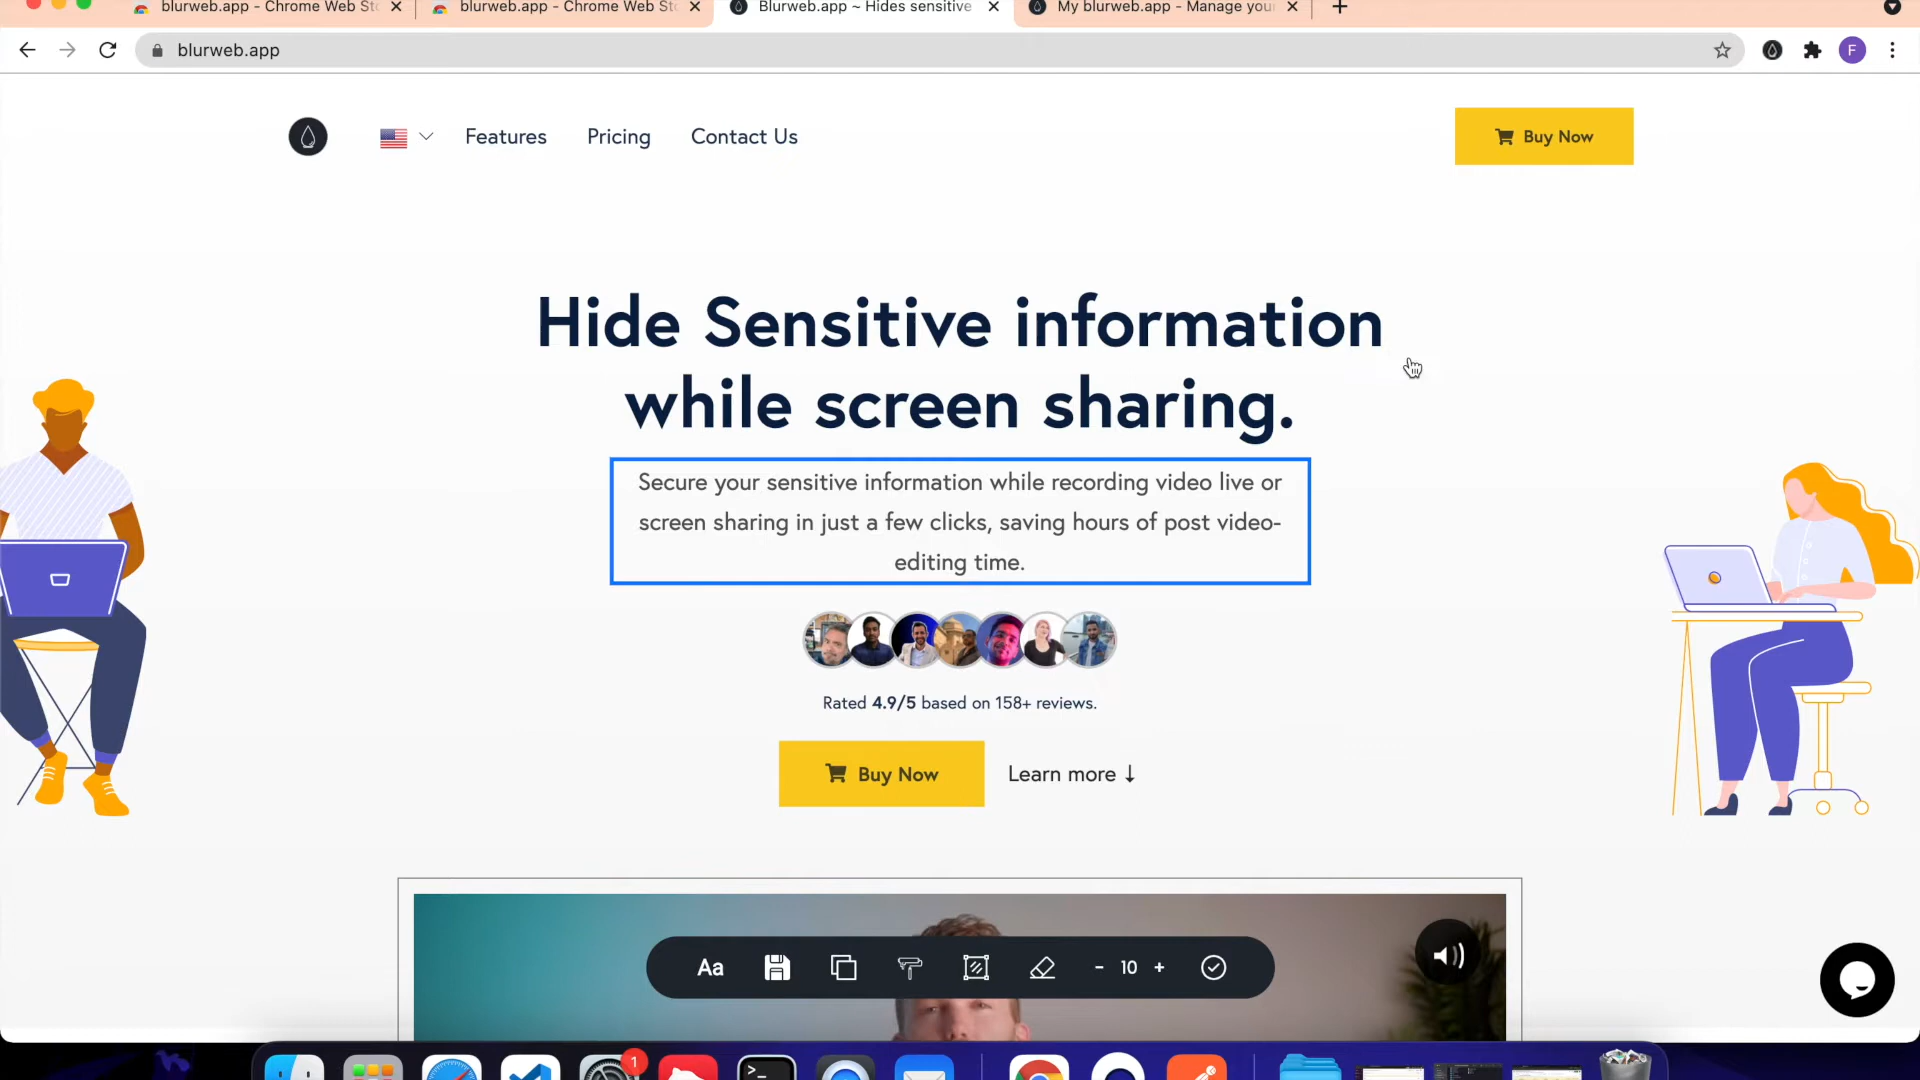 blurweb.app - Chrome Web Sto
blurweb.app - Chrome Web St
Blurweb.app ~ Hides sensitive
My blurweb.app - Manage your
blurweb.app
F
Features
Pricing
Contact Us
Buy Now
Hide Sensitive information
while screen sharing.
Secure your sensitive information while recording video live or
screen sharing in just a few clicks, saving hours of post video-
editing time.
Rated 4.9/5 based on 158+ reviews.
Buy Now
Learn more ↓
Aa
- 10 +
1
>_